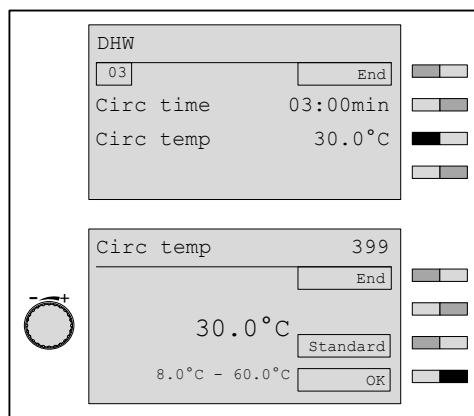 DHW
03 End
Circ time 03:00min
Circ temp 30.0°C
Circ temp 399
End
- +
30.0°C
Standard
8.0°C - 60.0°C OK